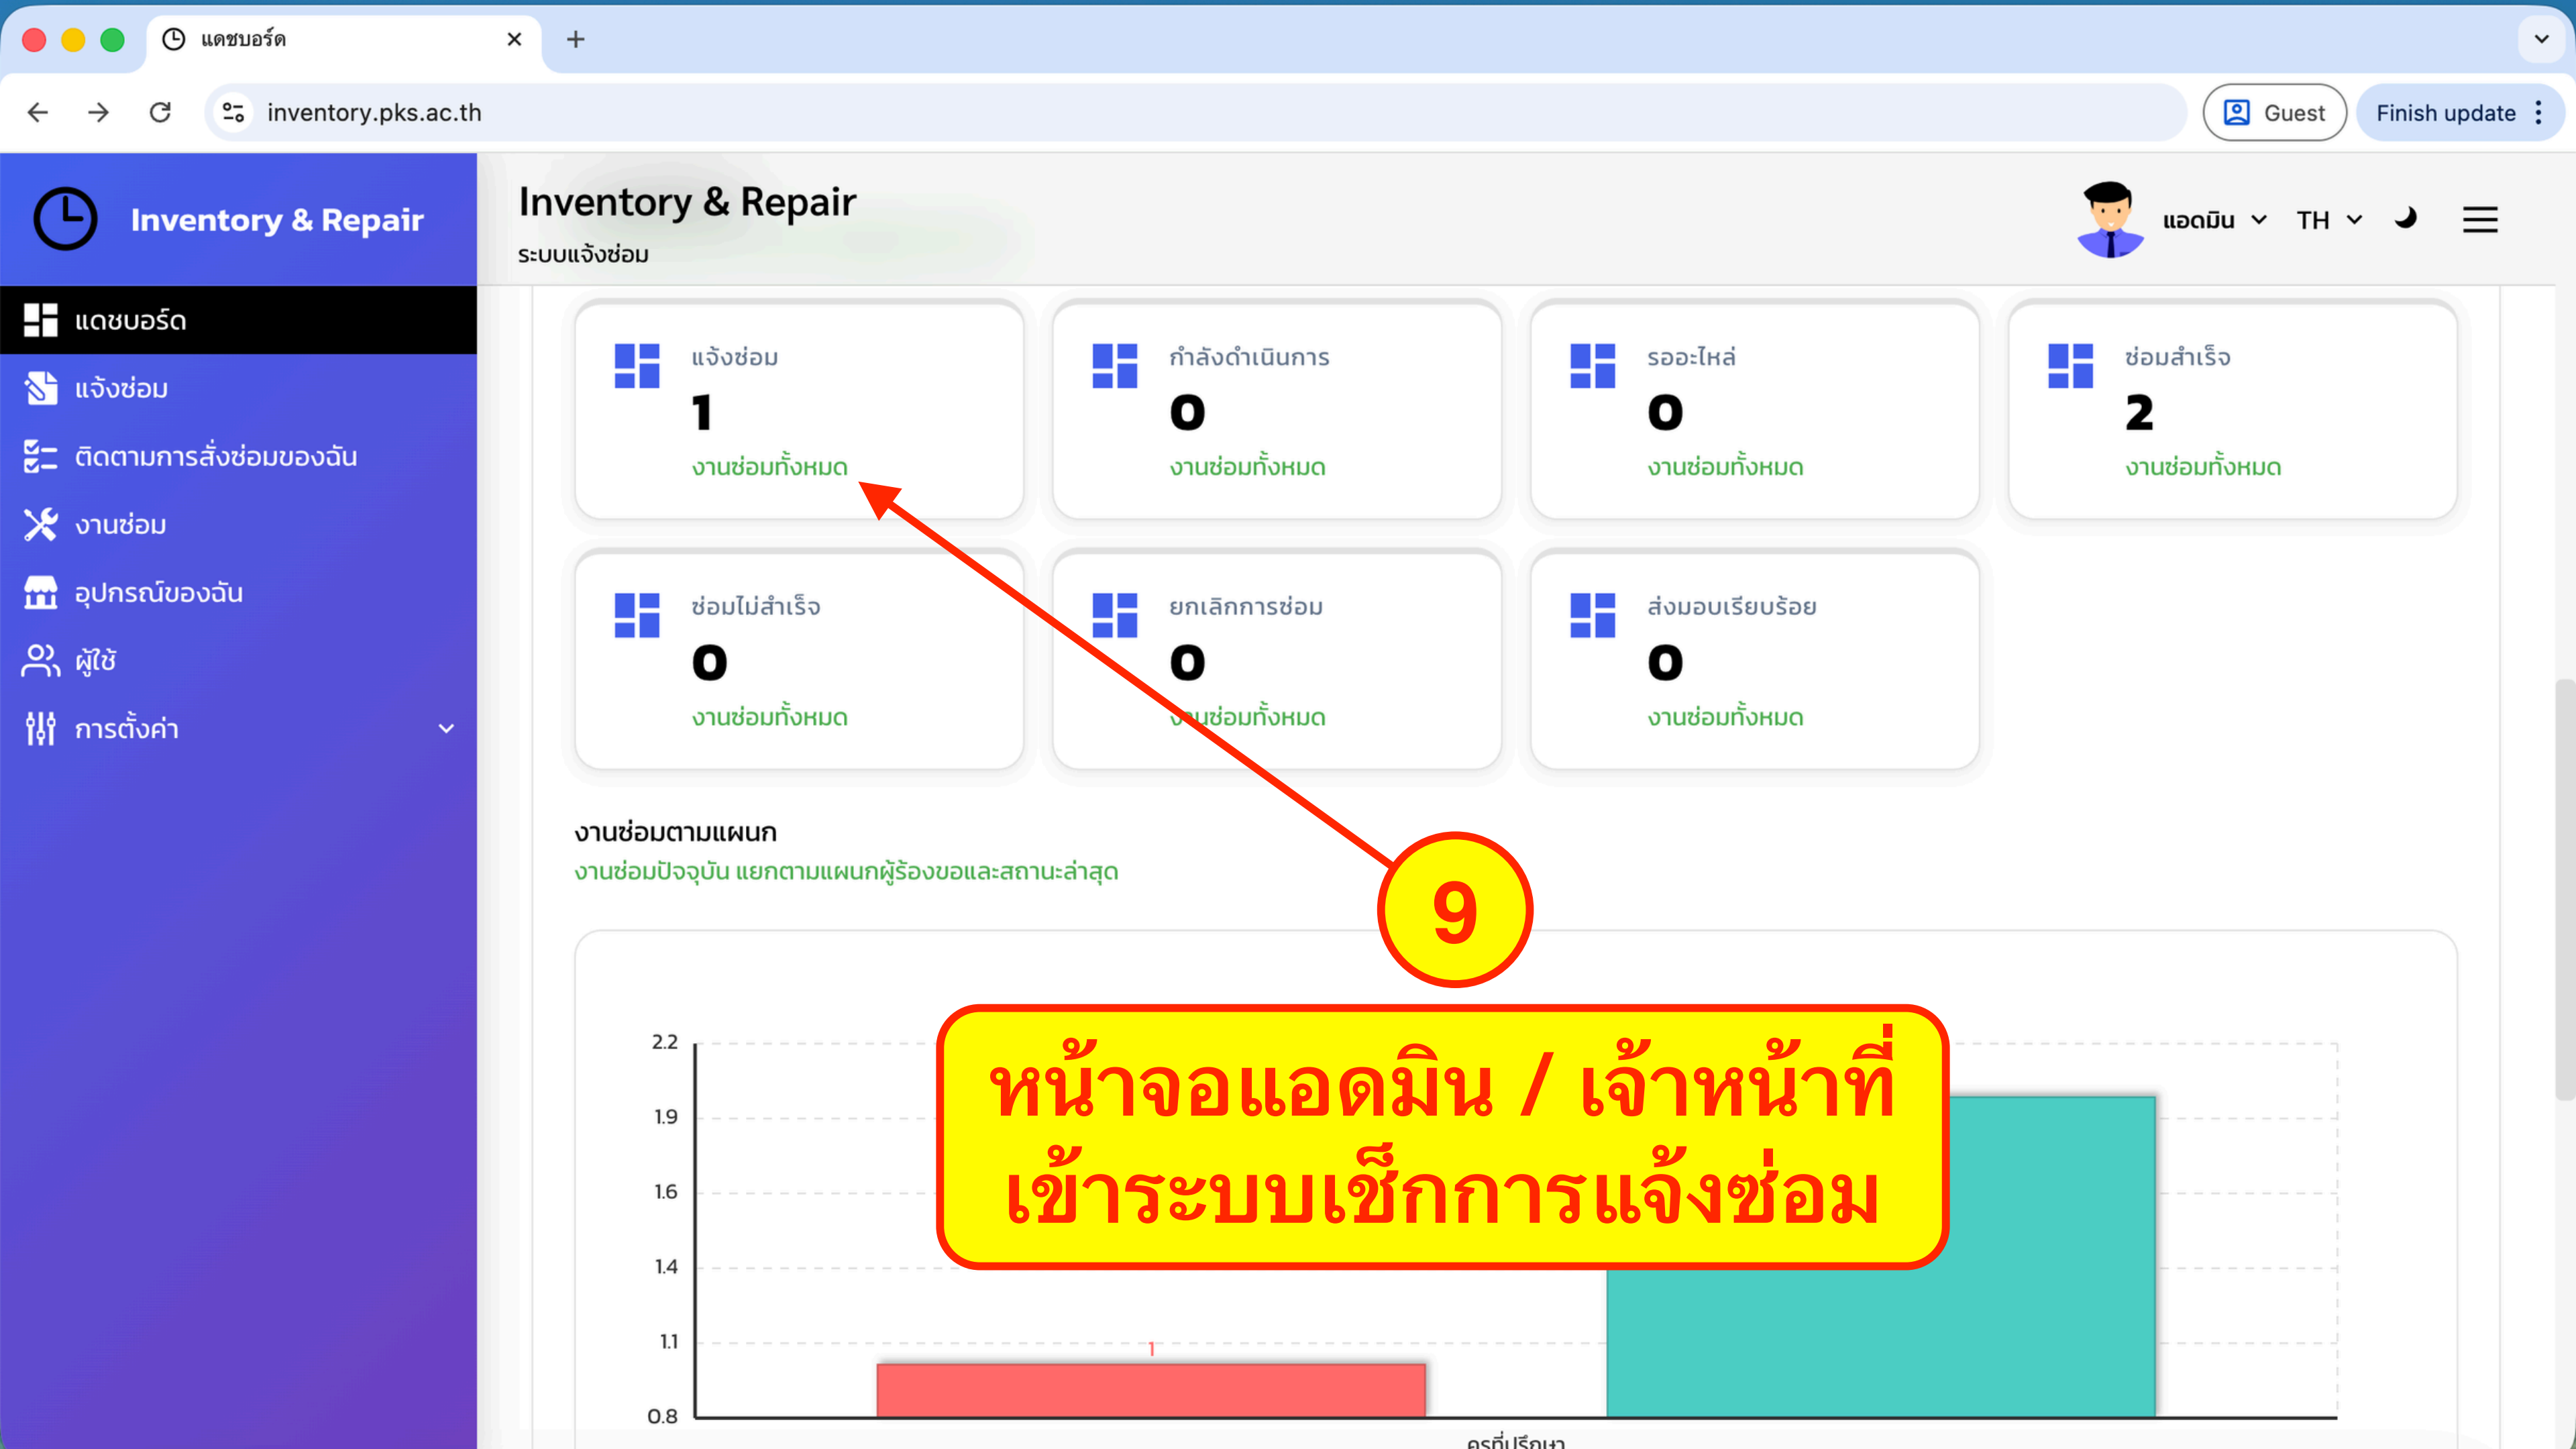 แดชบอร์ด
inventory.pks.ac.th
Guest
Finish update
Inventory & Repair
Inventory & Repair
ระบบแจ้งซ่อม
แอดมิน
TH
แดชบอร์ด
แจ้งซ่อม
ติดตามการสั่งซ่อมของฉัน
งานซ่อม
อุปกรณ์ของฉัน
ผู้ใช้
การตั้งค่า
แจ้งซ่อม
1
งานซ่อมทั้งหมด
กำลังดำเนินการ
0
งานซ่อมทั้งหมด
รออะไหล่
0
งานซ่อมทั้งหมด
ซ่อมสำเร็จ
2
งานซ่อมทั้งหมด
ซ่อมไม่สำเร็จ
0
งานซ่อมทั้งหมด
ยกเลิกการซ่อม
0
งานซ่อมทั้งหมด
ส่งมอบเรียบร้อย
0
งานซ่อมทั้งหมด
งานซ่อมตามแผนก
งานซ่อมปัจจุบัน แยกตามแผนกผู้ร้องขอและสถานะล่าสุด
9
หน้าจอแอดมิน / เจ้าหน้าที่
เข้าระบบเช็กการแจ้งซ่อม
2.2
1.9
1.6
1.4
1.1
0.8
1
ครูที่ปรึกษา